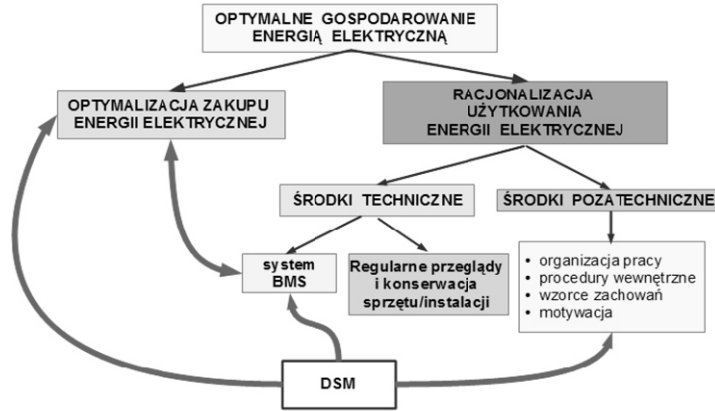 OPTYMALNE GOSPODAROWANIE
ENERGIĄ ELEKTRYCZNĄ
OPTYMALIZACJA ZAKUPU
ENERGII ELEKTRYCZNEJ
RACJONALIZACJA
UŻYTKOWANIA
ENERGII ELEKTRYCZNEJ
ŚRODKI TECHNICZNE
ŚRODKI POZATECHNICZNE
system
BMS
Regularne przeglądy
i konserwacja
sprzętu/instalacji
• organizacja pracy
• procedury wewnętrzne
• wzorce zachowań
• motywacja
DSM